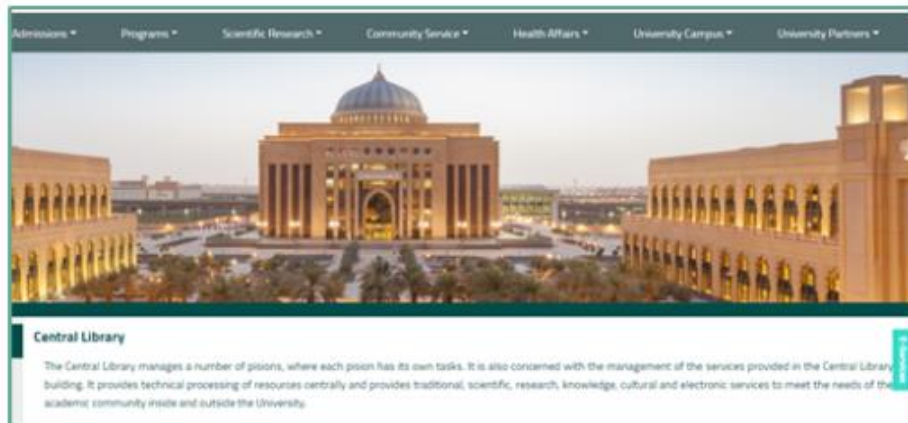 Admissions Programs Scientific Research Community Service Health Affairs University Campus University Partners
Central Library
The Central Library manages a number of pisions, where each pision has its own tasks. It is also concerned with the management of the services provided in the Central Library
building. It provides technical processing of resources centrally and provides traditional, scientific, research, knowledge, cultural and electronic services to meet the needs of the
academic community inside and outside the University.
E-Services